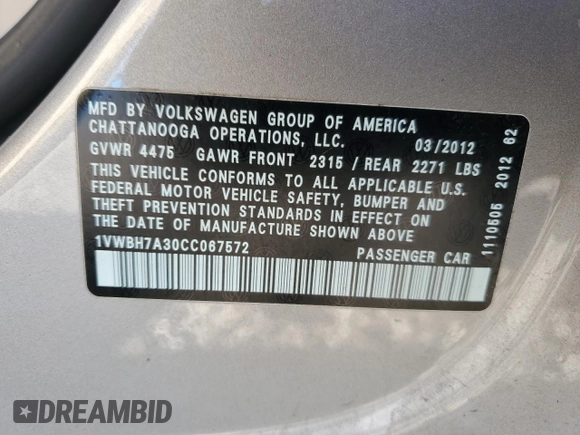 MFD BY VOLKSWAGEN GROUP OF AMERICA
CHATTANOOGA OPERATIONS, LLC. 03/2012
GVWR 4475 GAWR FRONT 2315 / REAR 2271 LBS
THIS VEHICLE CONFORMS TO ALL APPLICABLE U.S.
FEDERAL MOTOR VEHICLE SAFETY, BUMPER AND
THEFT PREVENTION STANDARDS IN EFFECT ON
THE DATE OF MANUFACTURE SHOWN ABOVE
1VWBH7A30CC067572 PASSENGER CAR
1110505 2012 62
DREAMBID